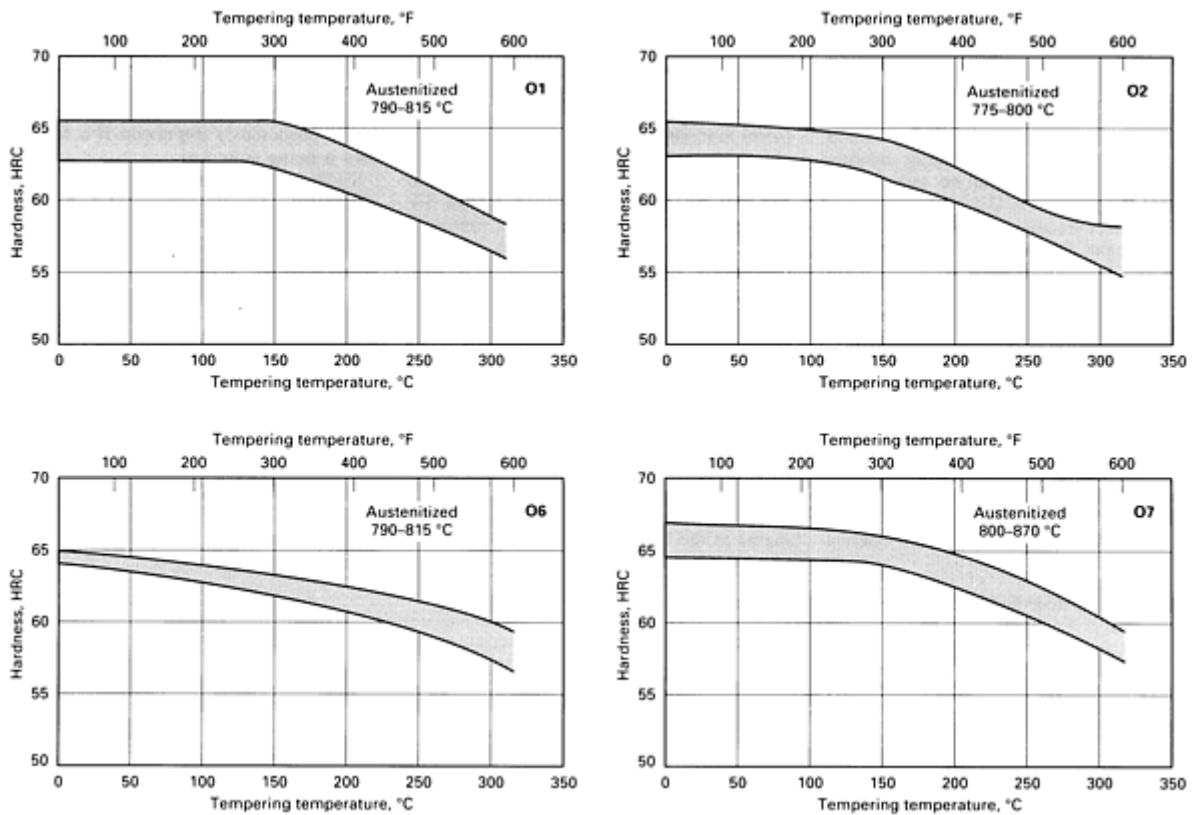 Tempering temperature, °F
100 200 300 400 500 600
70
65
60
55
50
Hardness, HRC
Austenitized
790–815 °C
O1
0 50 100 150 200 250 300 350
Tempering temperature, °C
Tempering temperature, °F
100 200 300 400 500 600
70
65
60
55
50
Hardness, HRC
Austenitized
775–800 °C
O2
0 50 100 150 200 250 300 350
Tempering temperature, °C
Tempering temperature, °F
100 200 300 400 500 600
70
65
60
55
50
Hardness, HRC
Austenitized
790–815 °C
O6
0 50 100 150 200 250 300 350
Tempering temperature, °C
Tempering temperature, °F
100 200 300 400 500 600
70
65
60
55
50
Hardness, HRC
Austenitized
800–870 °C
O7
0 50 100 150 200 250 300 350
Tempering temperature, °C